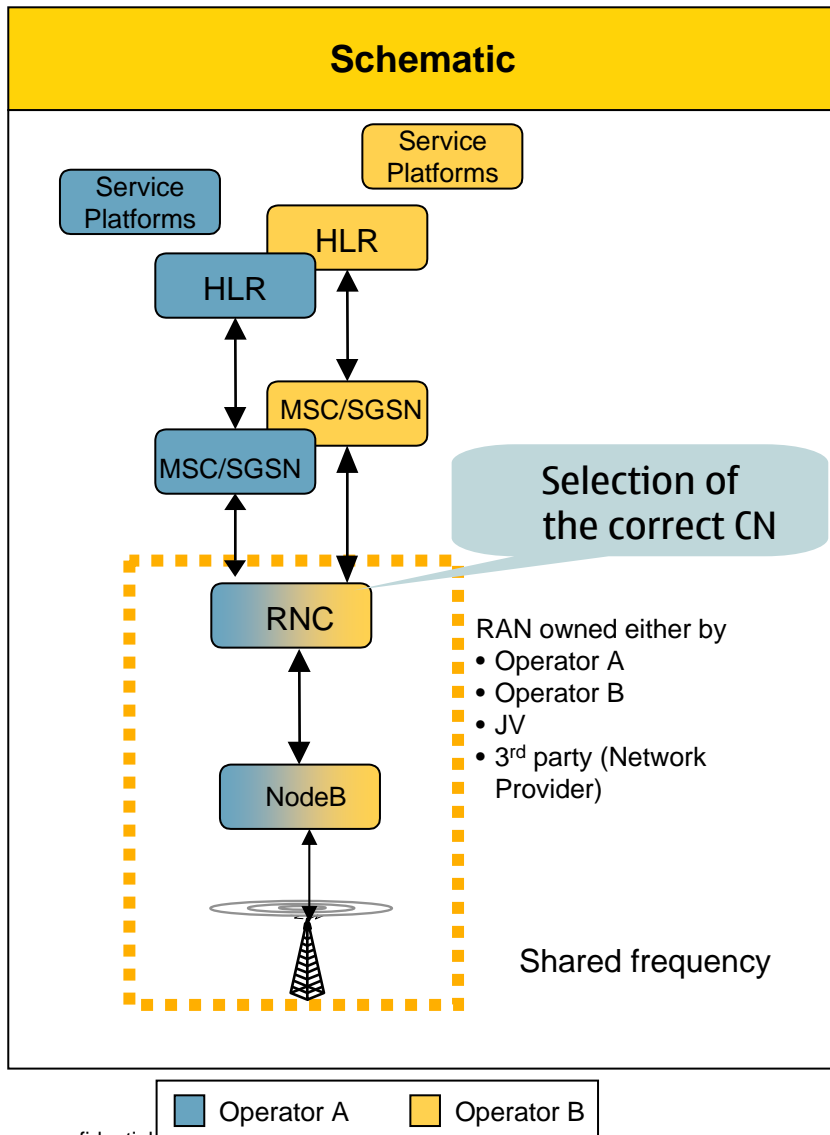 Schematic
Service
Platforms
Service
Platforms
HLR
HLR
MSC/SGSN
MSC/SGSN
Selection of
the correct CN
RNC
RAN owned either by
• Operator A
• Operator B
• JV
• 3rd party (Network
Provider)
NodeB
Shared frequency
Operator A
Operator B